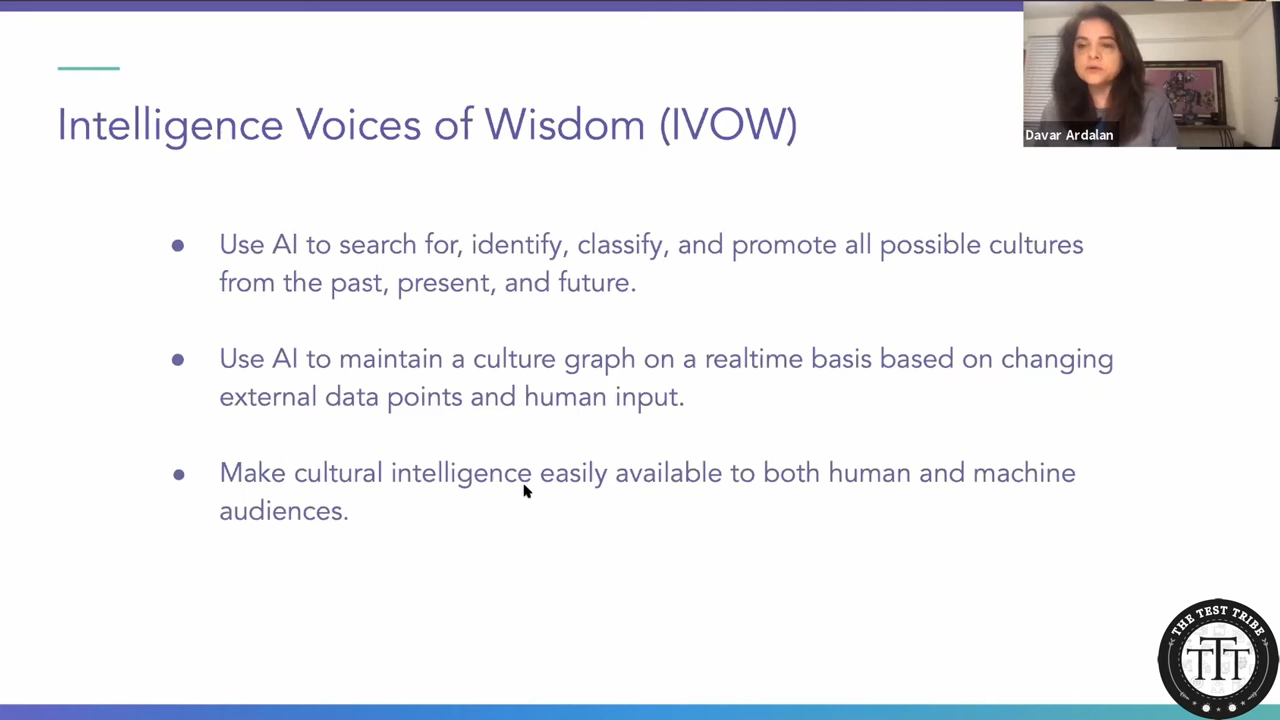 Intelligence Voices of Wisdom (IVOW)
Davar Ardalan
● Use AI to search for, identify, classify, and promote all possible cultures
from the past, present, and future.
● Use AI to maintain a culture graph on a realtime basis based on changing
external data points and human input.
● Make cultural intelligence easily available to both human and machine
audiences.
THE TEST TRIBE
TTT